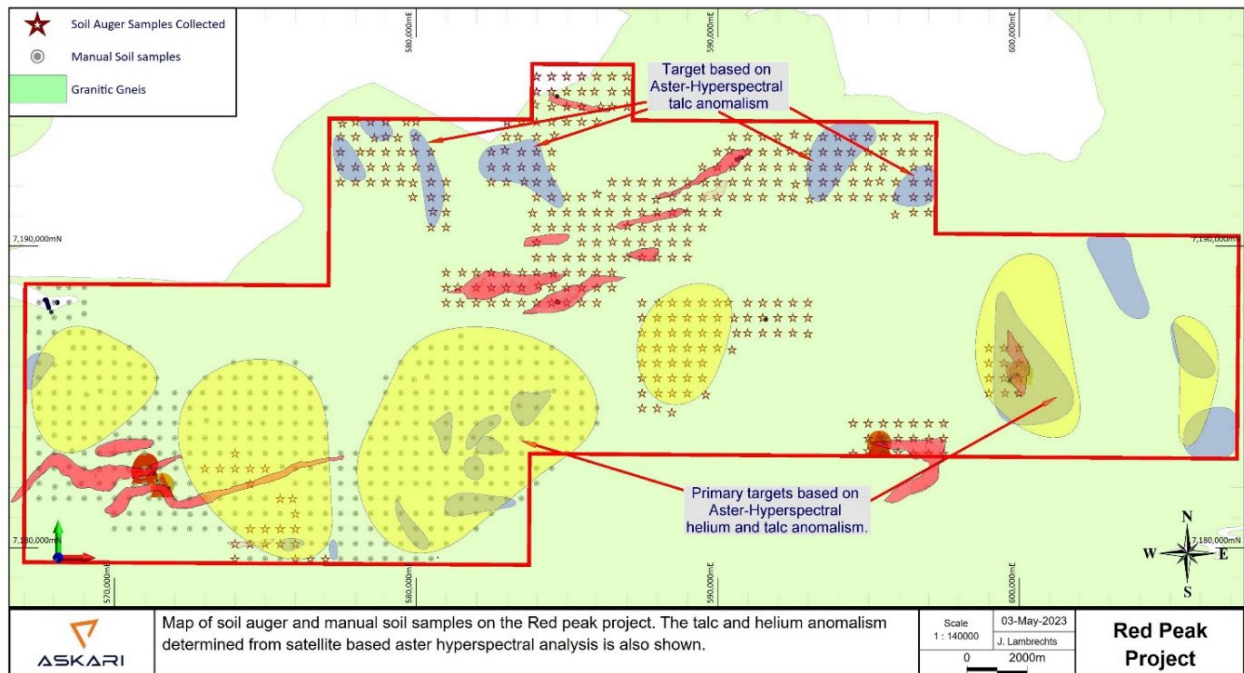 Soil Auger Samples Collected
Manual Soil samples
Granitic Gneis
580,000mE
590,000mE
600,000mE
Target based on
Aster-Hyperspectral
talc anomalism
7,190,000mN
7,190,000mN
Primary targets based on
Aster-Hyperspectral
helium and talc anomalism.
N
W E
S
7,180,000mN
7,180,000mN
570,000mE
580,000mE
590,000mE
600,000mE
ASKARI
Map of soil auger and manual soil samples on the Red peak project. The talc and helium anomalism
determined from satellite based aster hyperspectral analysis is also shown.
Scale
1 : 140000
03-May-2023
J. Lambrechts
0 2000m
Red Peak
Project